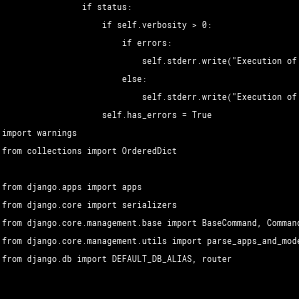 if status:
if self.verbosity > 0:
if errors:
self.stderr.write("Execution of
else:
self.stderr.write("Execution of
self.has_errors = True
import warnings
from collections import OrderedDict
from django.apps import apps
from django.core import serializers
from django.core.management.base import BaseCommand, Command
from django.core.management.utils import parse_apps_and_mode
from django.db import DEFAULT_DB_ALIAS, router